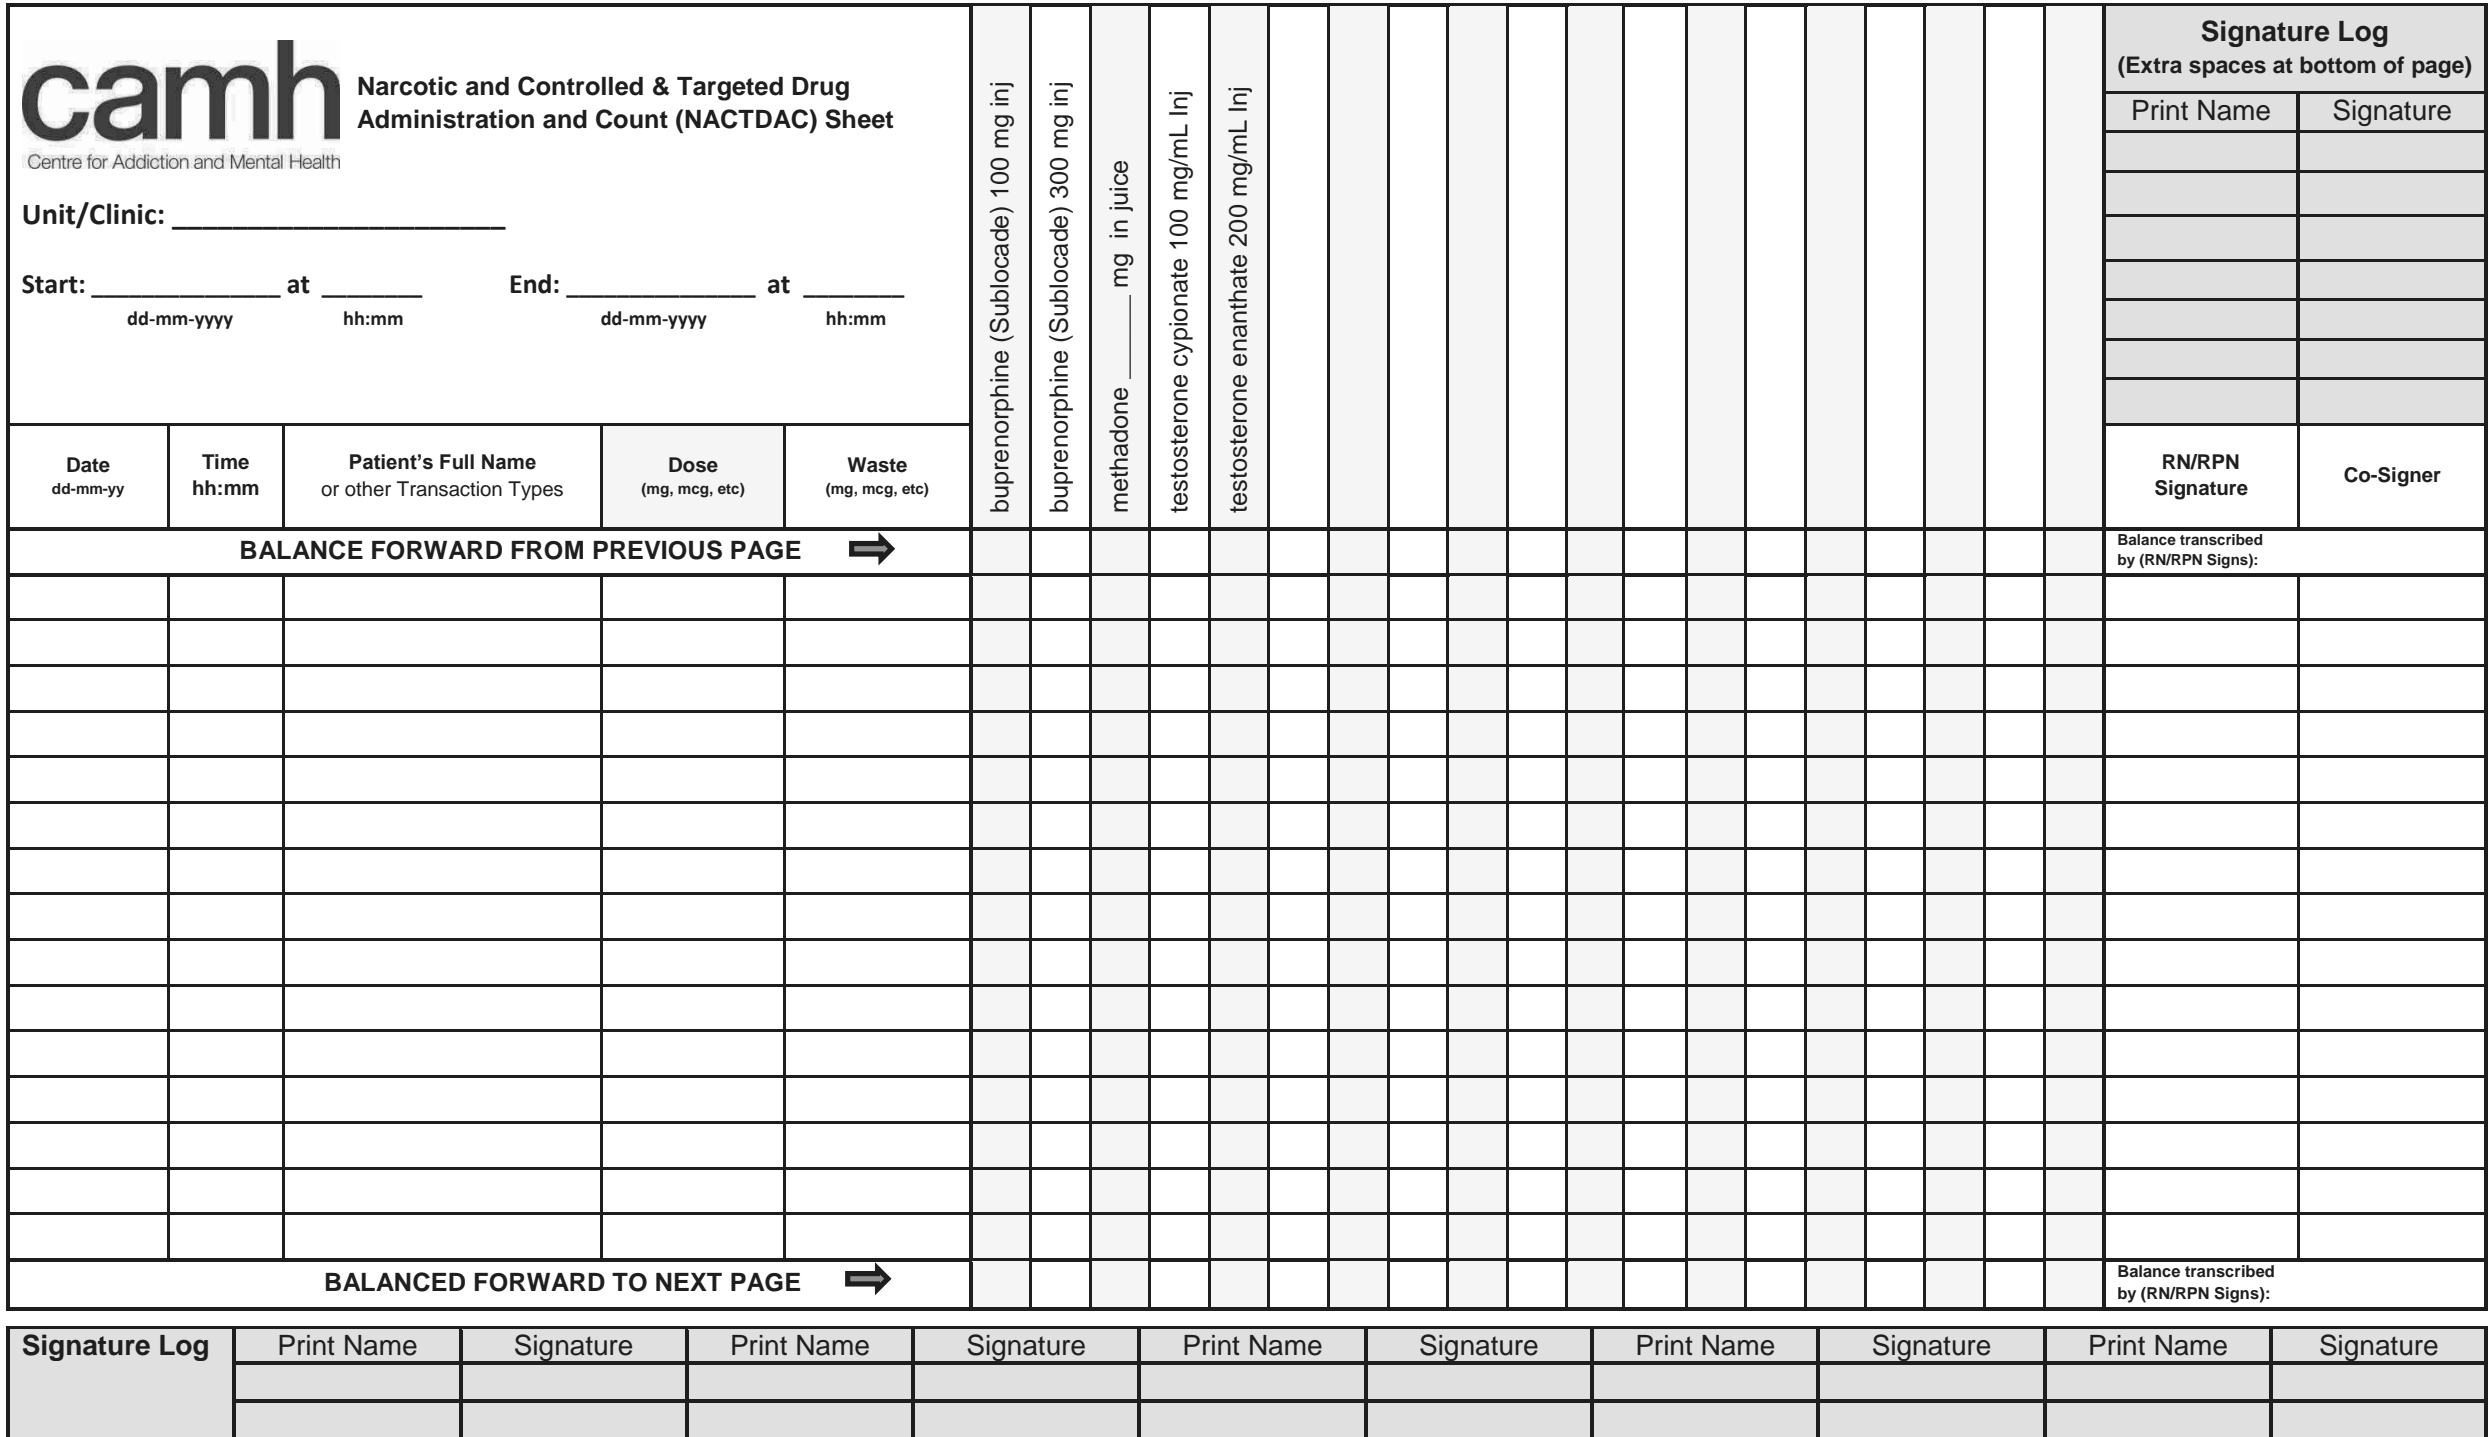 camh
Centre for Addiction and Mental Health
Narcotic and Controlled & Targeted Drug
Administration and Count (NACTDAC) Sheet
Unit/Clinic: ______________________
Start: _______________ at ________ End: _______________ at ________
dd-mm-yyyy hh:mm dd-mm-yyyy hh:mm
buprenorphine (Sublocade) 100 mg inj
buprenorphine (Sublocade) 300 mg inj
methadone ______ mg in juice
testosterone cypionate 100 mg/mL Inj
testosterone enanthate 200 mg/mL Inj
Signature Log
(Extra spaces at bottom of page)
Print Name Signature
Date
dd-mm-yy
Time
hh:mm
Patient's Full Name
or other Transaction Types
Dose
(mg, mcg, etc)
Waste
(mg, mcg, etc)
RN/RPN
Signature
Co-Signer
BALANCE FORWARD FROM PREVIOUS PAGE
Balance transcribed
by (RN/RPN Signs):
BALANCED FORWARD TO NEXT PAGE
Balance transcribed
by (RN/RPN Signs):
Signature Log Print Name Signature Print Name Signature Print Name Signature Print Name Signature Print Name Signature